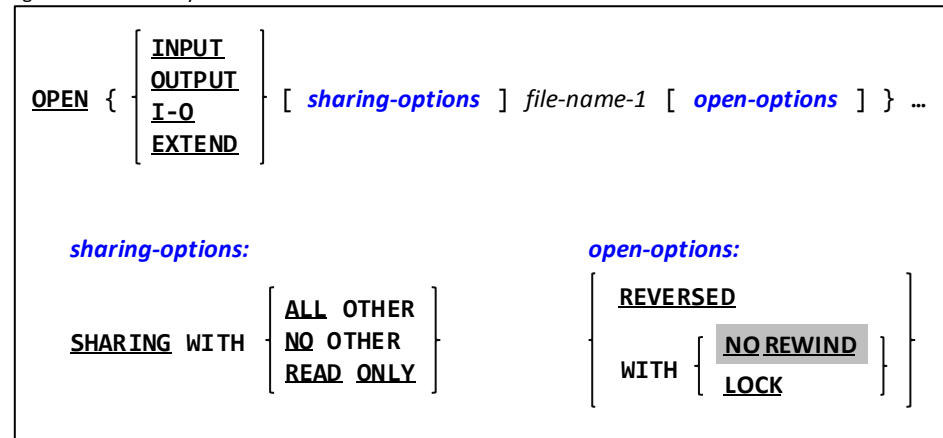 INPUT
OUTPUT
OPEN { I-O [ sharing-options ] file-name-1 [ open-options ] } …
EXTEND
sharing-options:
SHARING WITH
ALL OTHER
NO OTHER
READ ONLY
open-options:
REVERSED
WITH
NO REWIND
LOCK